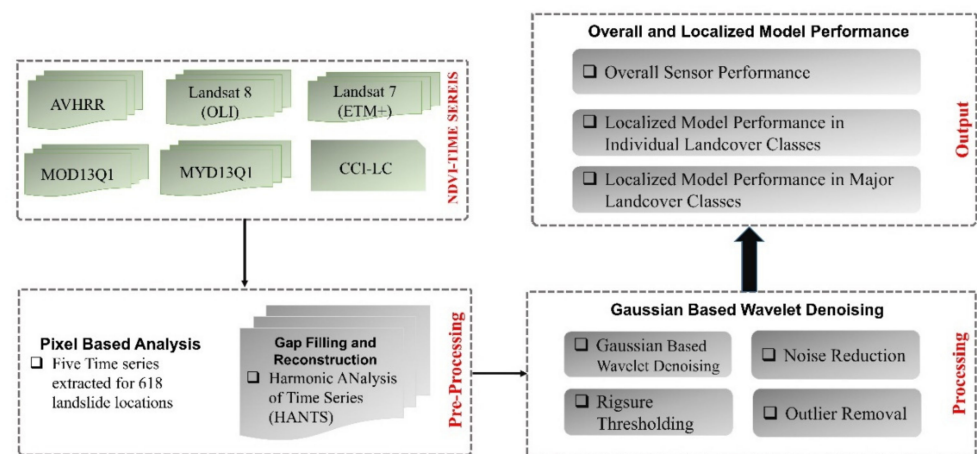 AVHRR
Landsat 8
(OLI)
Landsat 7
(ETM+)
MOD13Q1
MYD13Q1
CCI-LC
NDVI-TIME SEREIS
Pixel Based Analysis
❑ Five Time series
extracted for 618
landslide locations
Gap Filling and
Reconstruction
❑ Harmonic ANalysis
of Time Series
(HANTS)
Pre-Processing
Gaussian Based Wavelet Denoising
❑ Gaussian Based
Wavelet Denoising
❑ Noise Reduction
❑ Rigsure
Thresholding
❑ Outlier Removal
Processing
Overall and Localized Model Performance
❑ Overall Sensor Performance
❑ Localized Model Performance in
Individual Landcover Classes
❑ Localized Model Performance in Major
Landcover Classes
Output